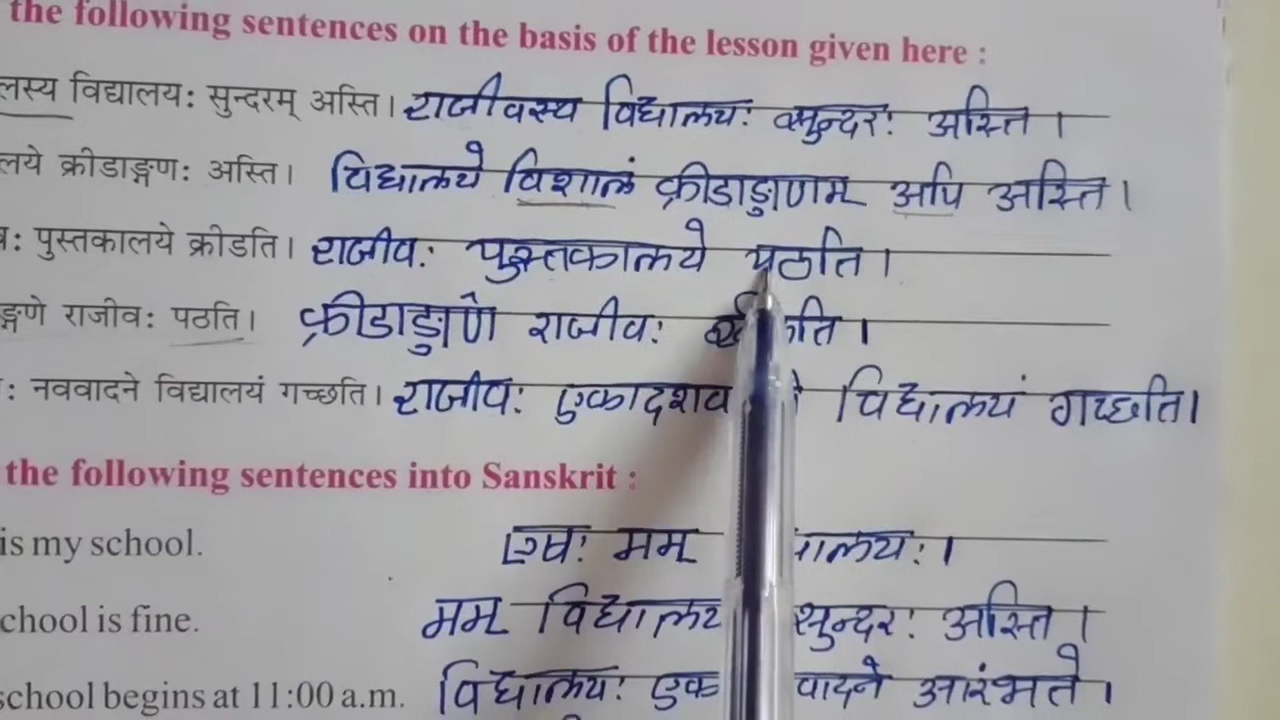 the following sentences on the basis of the lesson given here :
लस्य विद्यालयः सुन्दरम् अस्ति। राजीवस्य विद्यालयः सुन्दरः अस्ति ।
लये क्रीडाङ्गणः अस्ति। विद्यालये विशालं क्रीडाङ्गणम् अपि अस्ति।
पुस्तकालये क्रीडति। राजीवः पुस्तकालये पठति।
ङ्गणे राजीवः पठति। क्रीडाङ्गणे राजीवः ।
: नववादने विद्यालयं गच्छति। राजीवः एकादशव विद्यालयं गच्छति।
the following sentences into Sanskrit :
is my school. एषः मम् ालयः।
chool is fine. मम् विद्यालय सुन्दरः अस्ति।
school begins at 11:00 a.m. विद्यालयः एक वादने आरंभते।